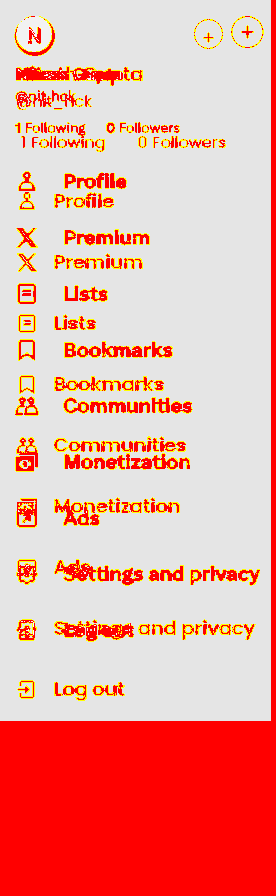 N
1 Following 0 Followers
1 Following 0 Followers
Profile
Profile
Premium
Premium
Lists
Lists
Bookmarks
Bookmarks
Communities
Communities
Monetization
Monetization
Ads
Ads
Settings and privacy
Settings and privacy
Log out